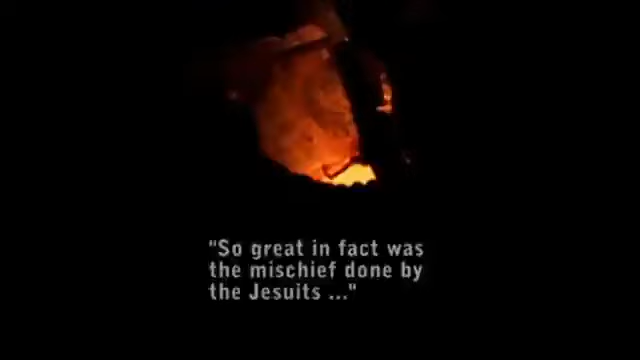 "So great in fact was
the mischief done by
the Jesuits ..."